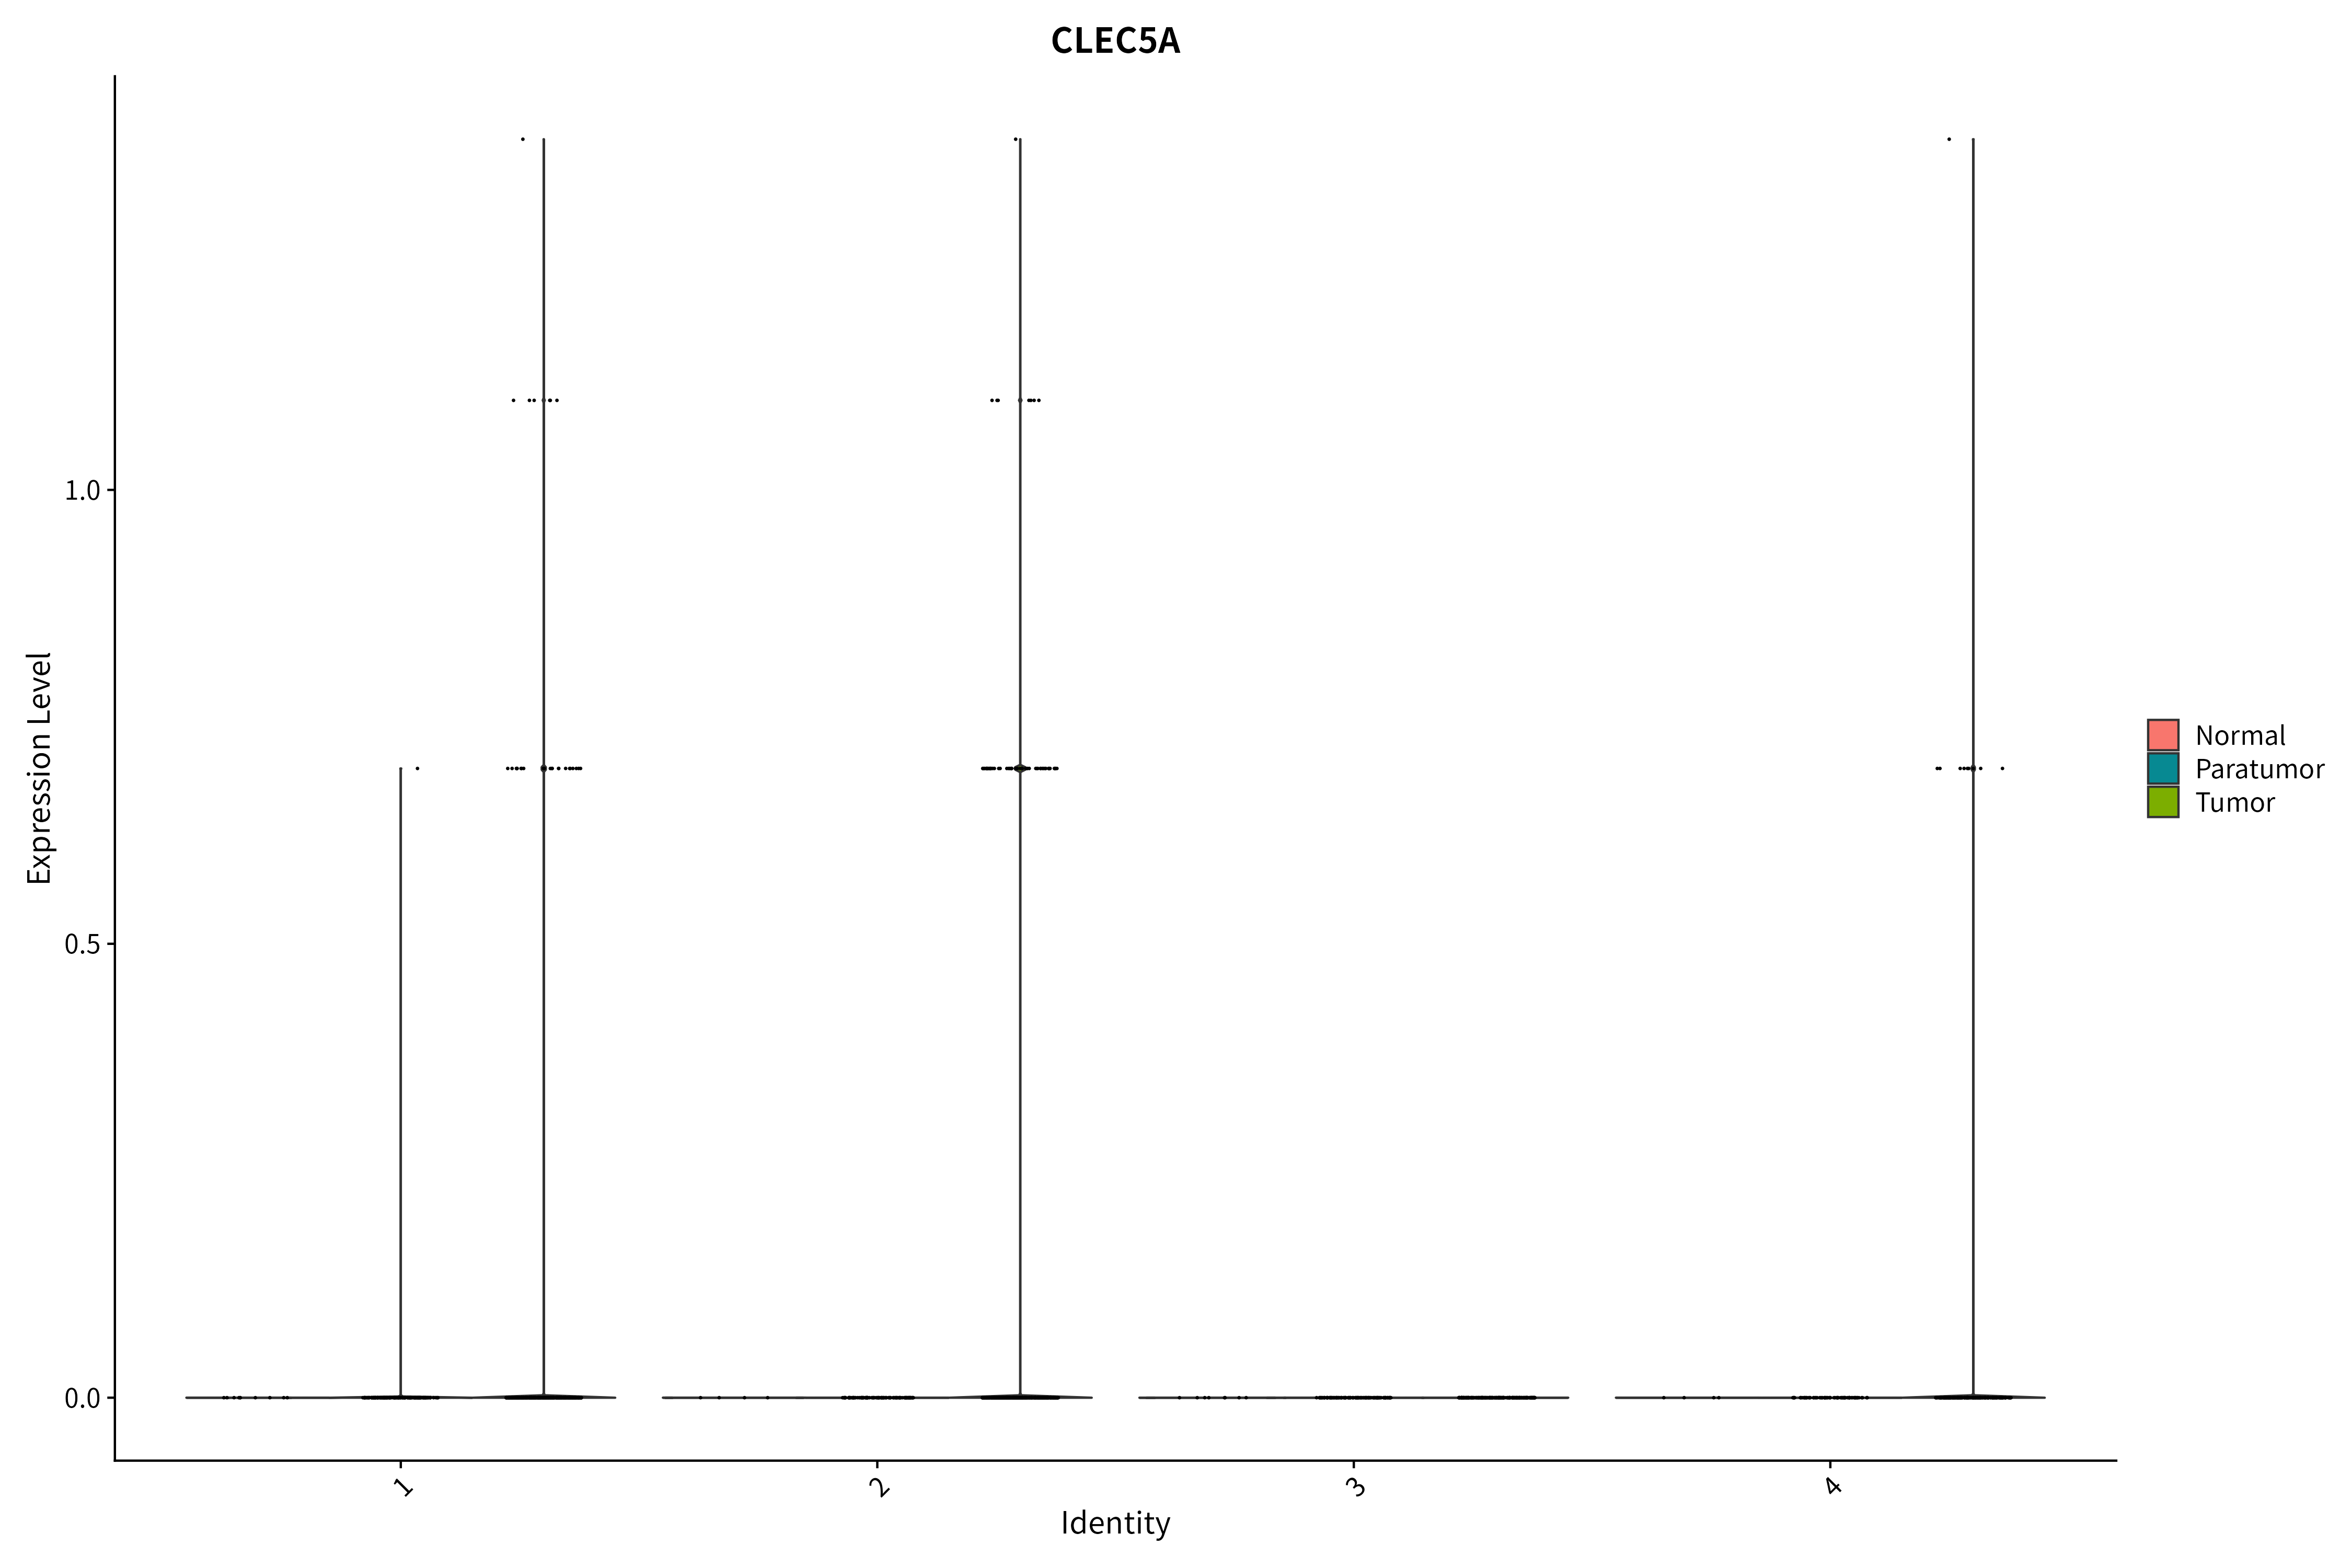 CLEC5A
Expression Level
1.0
0.5
0.0
1
2
3
4
Identity
Normal
Paratumor
Tumor